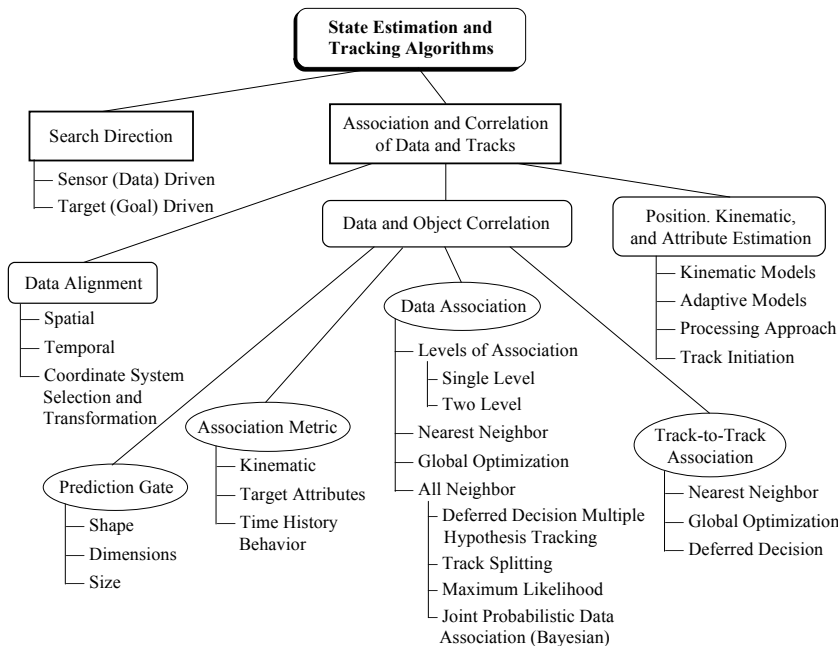 State Estimation and
Tracking Algorithms
Search Direction
Sensor (Data) Driven
Target (Goal) Driven
Association and Correlation
of Data and Tracks
Data Alignment
Spatial
Temporal
Coordinate System
Selection and
Transformation
Data and Object Correlation
Prediction Gate
Shape
Dimensions
Size
Association Metric
Kinematic
Target Attributes
Time History
Behavior
Data Association
Levels of Association
Single Level
Two Level
Nearest Neighbor
Global Optimization
All Neighbor
Deferred Decision Multiple
Hypothesis Tracking
Track Splitting
Maximum Likelihood
Joint Probabilistic Data
Association (Bayesian)
Track-to-Track
Association
Nearest Neighbor
Global Optimization
Deferred Decision
Position. Kinematic,
and Attribute Estimation
Kinematic Models
Adaptive Models
Processing Approach
Track Initiation